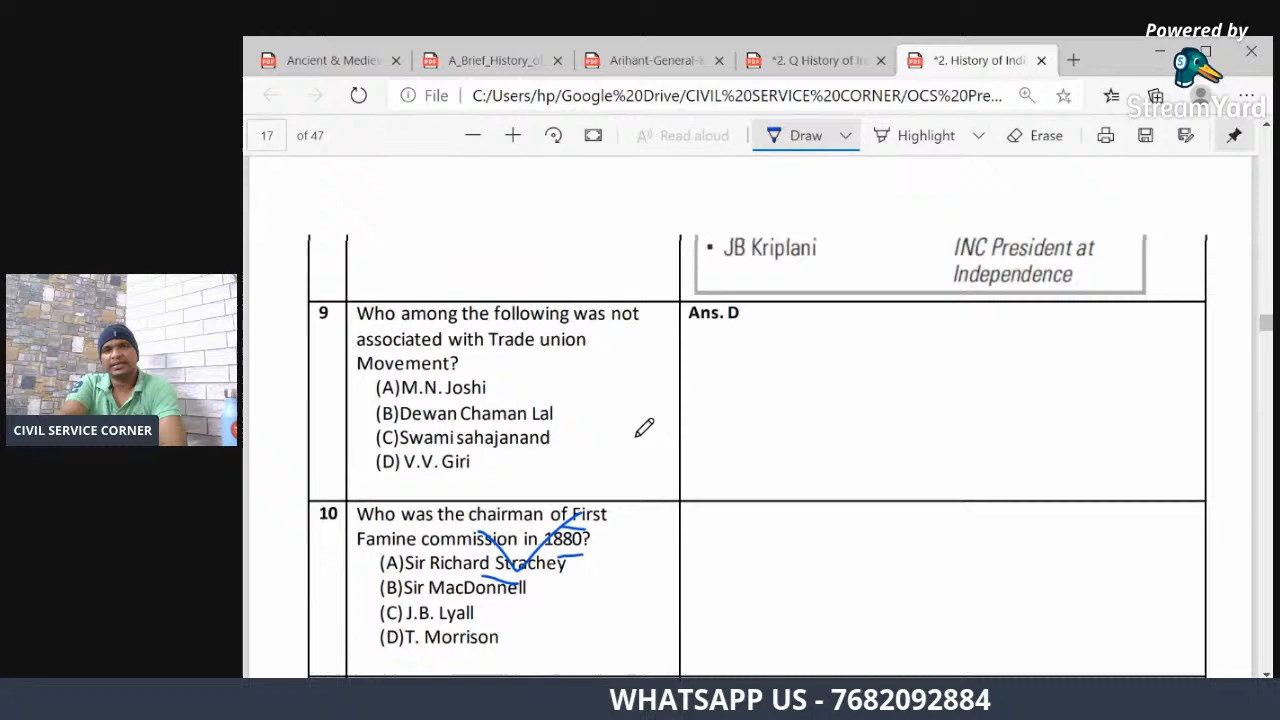 Powered by
StreamYard
Ancient & Mediev
A_Brief_History_o
Arihant-General-k
*2. Q History of In
*2. History of Indi
File
C:/Users/hp/Google%20Drive/CIVIL%20SERVICE%20CORNER/OCS%20Pre...
17 of 47
Read aloud
Draw
Highlight
Erase
• JB Kriplani INC President at
Independence
9 Who among the following was not
associated with Trade union
Movement?
(A)M.N. Joshi
(B)Dewan Chaman Lal
(C)Swami sahajanand
(D) V.V. Giri
Ans. D
10 Who was the chairman of First
Famine commission in 1880?
(A)Sir Richard Strachey
(B)Sir MacDonnell
(C) J.B. Lyall
(D)T. Morrison
CIVIL SERVICE CORNER
WHATSAPP US - 7682092884